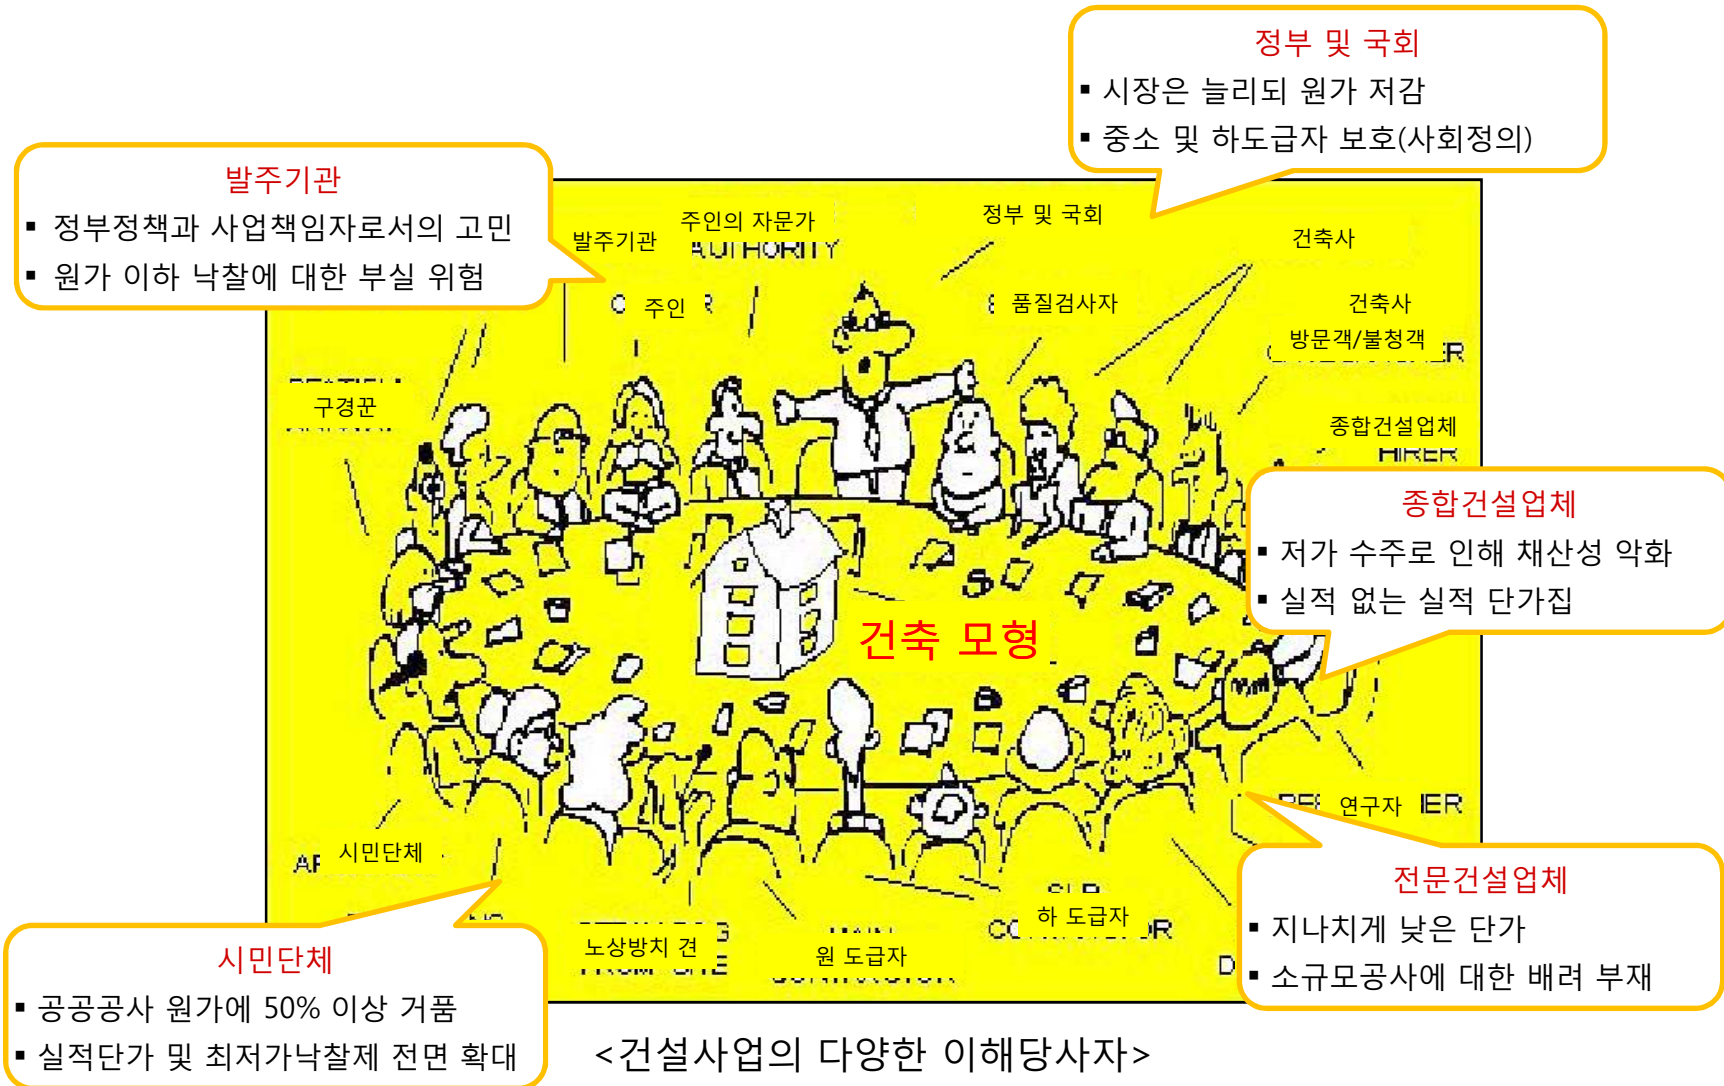 정부 및 국회
▪ 시장은 늘리되 원가 저감
▪ 중소 및 하도급자 보호(사회정의)
발주기관
▪ 정부정책과 사업책임자로서의 고민
▪ 원가 이하 낙찰에 대한 부실 위험
발주기관
주인의 자문가
AUTHORITY
정부 및 국회
건축사
주인
품질검사자
건축사
방문객/불청객
구경꾼
종합건설업체
HIRER
종합건설업체
▪ 저가 수주로 인해 채산성 악화
▪ 실적 없는 실적 단가집
건축 모형
연구자
시민단체
전문건설업체
▪ 지나치게 낮은 단가
▪ 소규모공사에 대한 배려 부재
하 도급자
노상방치 견
원 도급자
시민단체
▪ 공공공사 원가에 50% 이상 거품
▪ 실적단가 및 최저가낙찰제 전면 확대
<건설사업의 다양한 이해당사자>